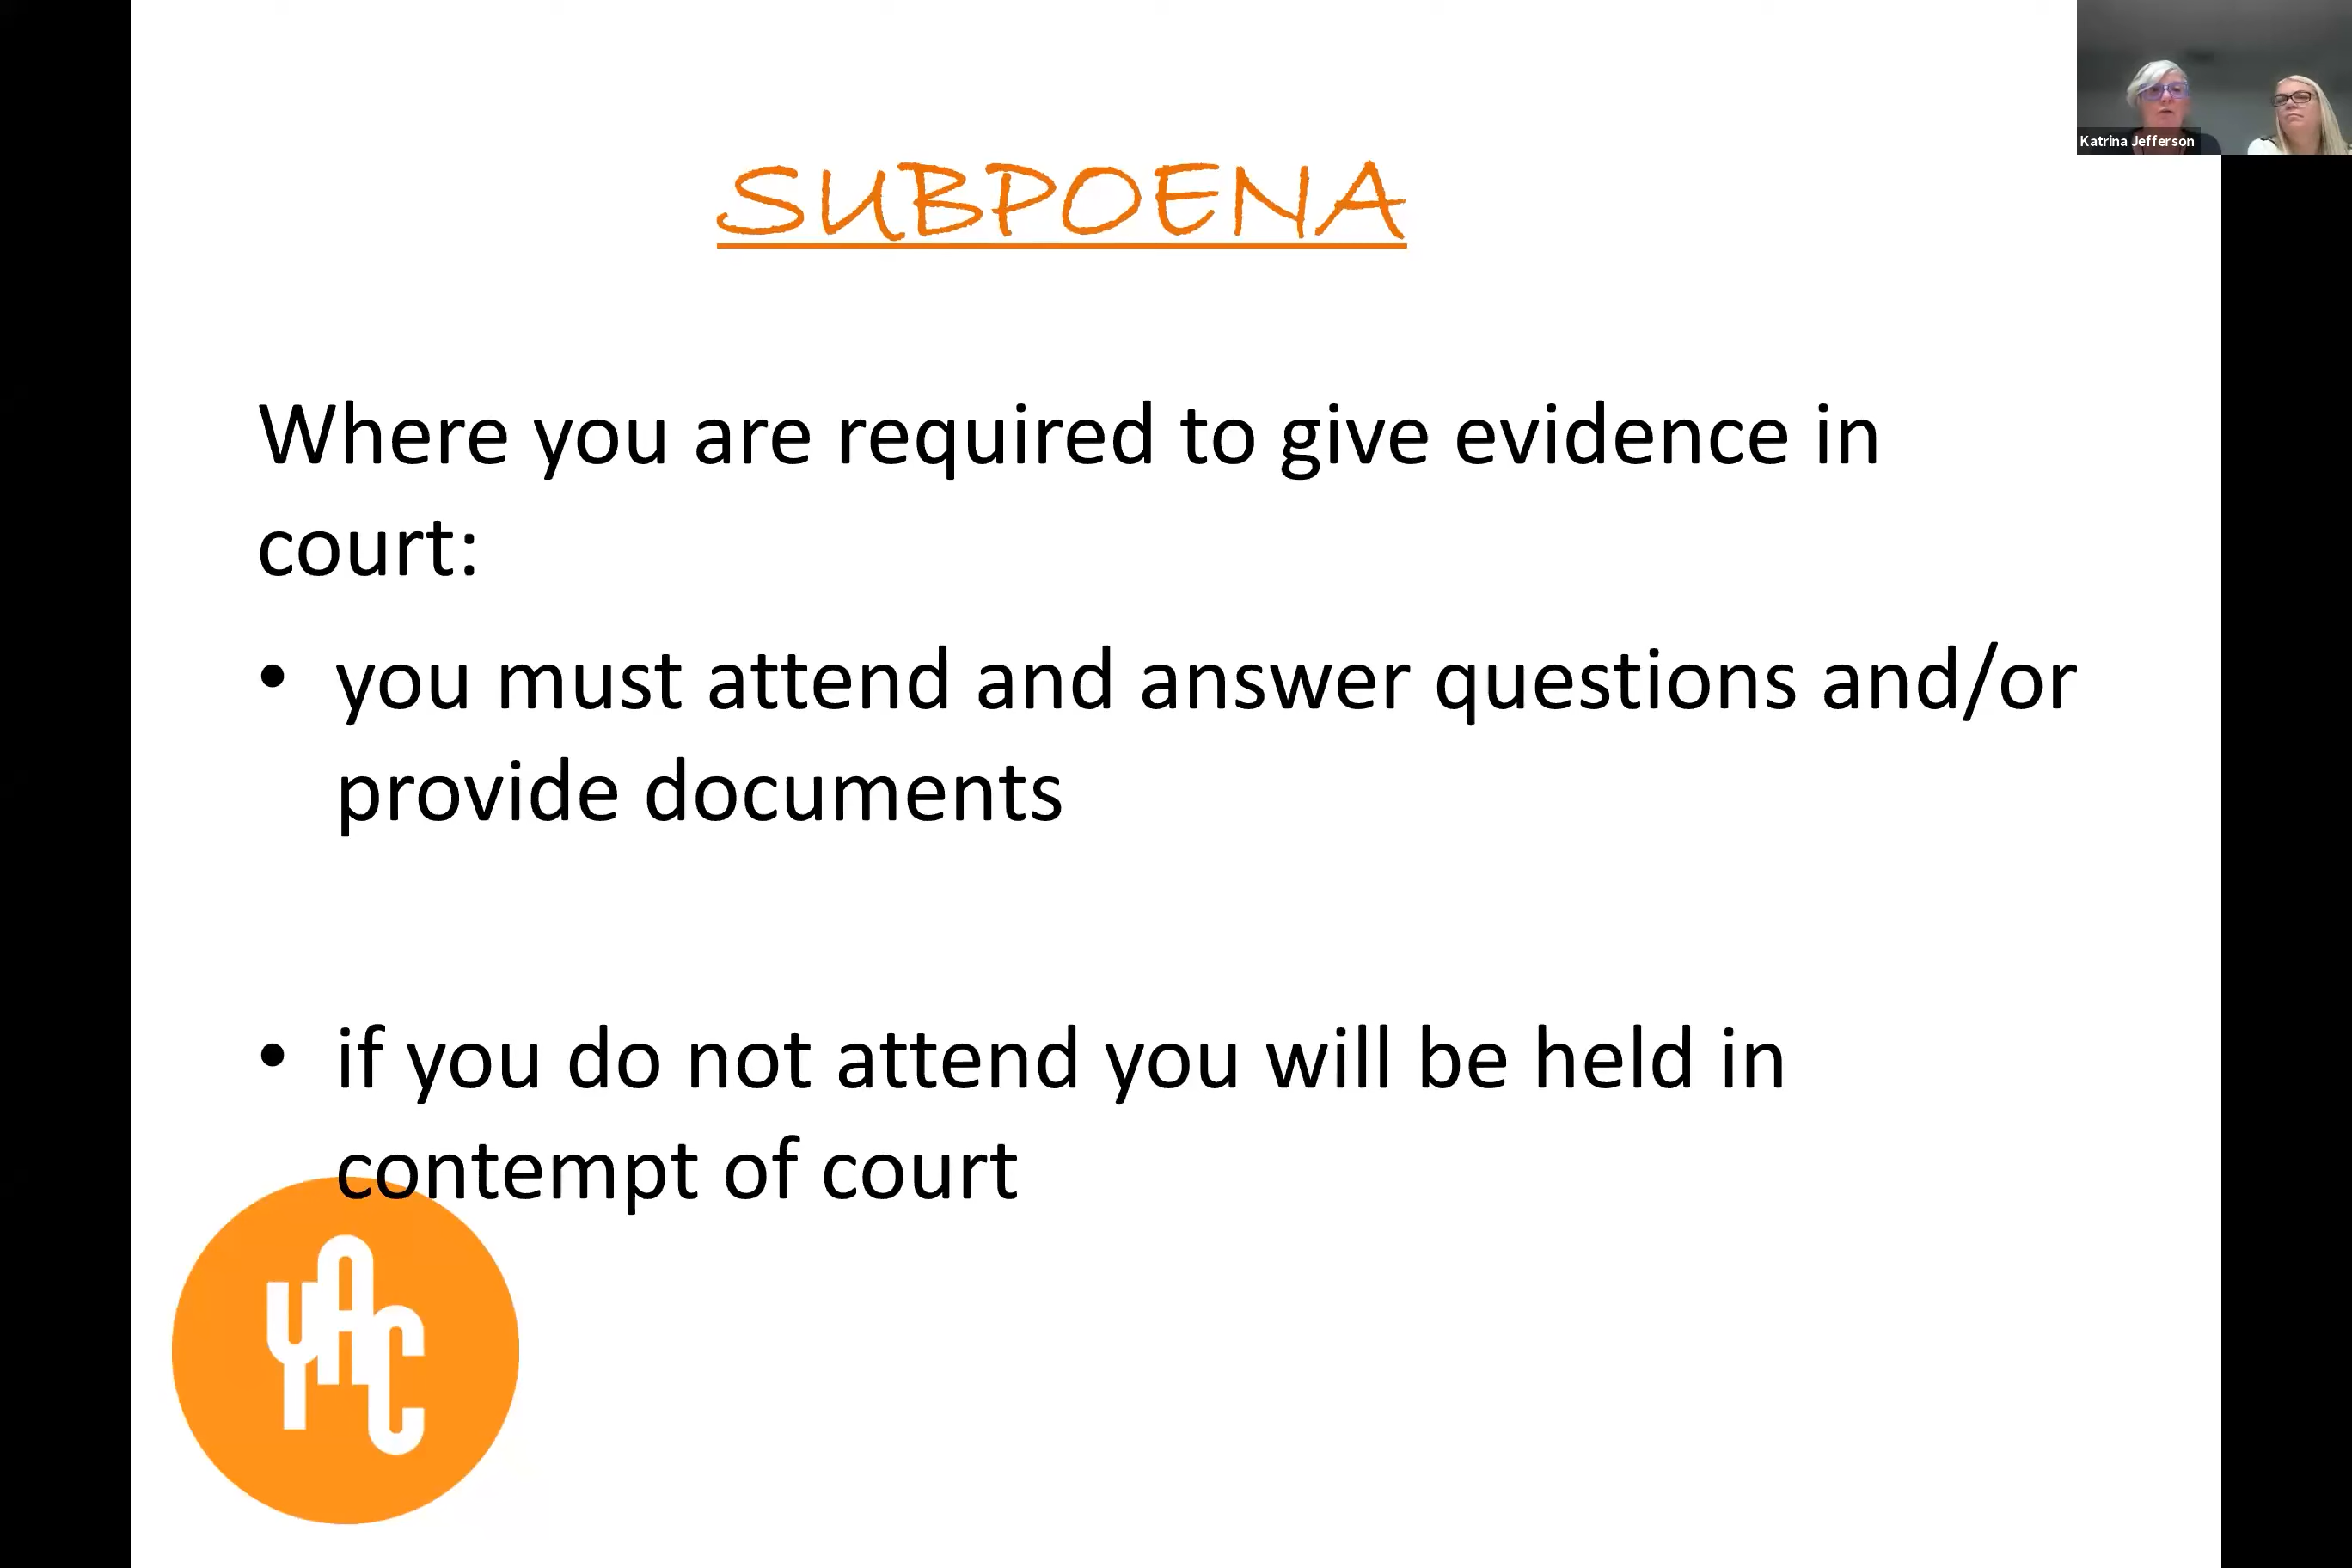 Katrina Jefferson
SUBPOENA
Where you are required to give evidence in
court:
• you must attend and answer questions and/or
provide documents
• if you do not attend you will be held in
contempt of court
YAC